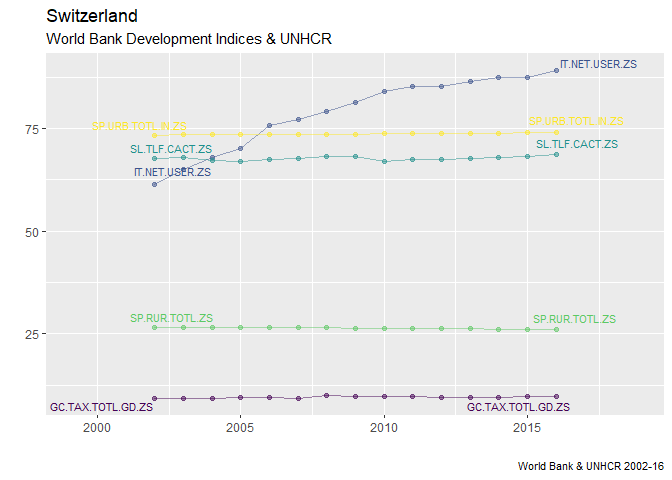 Switzerland
World Bank Development Indices & UNHCR
IT.NET.USER.ZS
75
SP.URB.TOTL.IN.ZS
SP.URB.TOTL.IN.ZS
SL.TLF.CACT.ZS
SL.TLF.CACT.ZS
IT.NET.USER.ZS
50
25
SP.RUR.TOTL.ZS
SP.RUR.TOTL.ZS
GC.TAX.TOTL.GD.ZS
GC.TAX.TOTL.GD.ZS
2000 2005 2010 2015
World Bank & UNHCR 2002-16